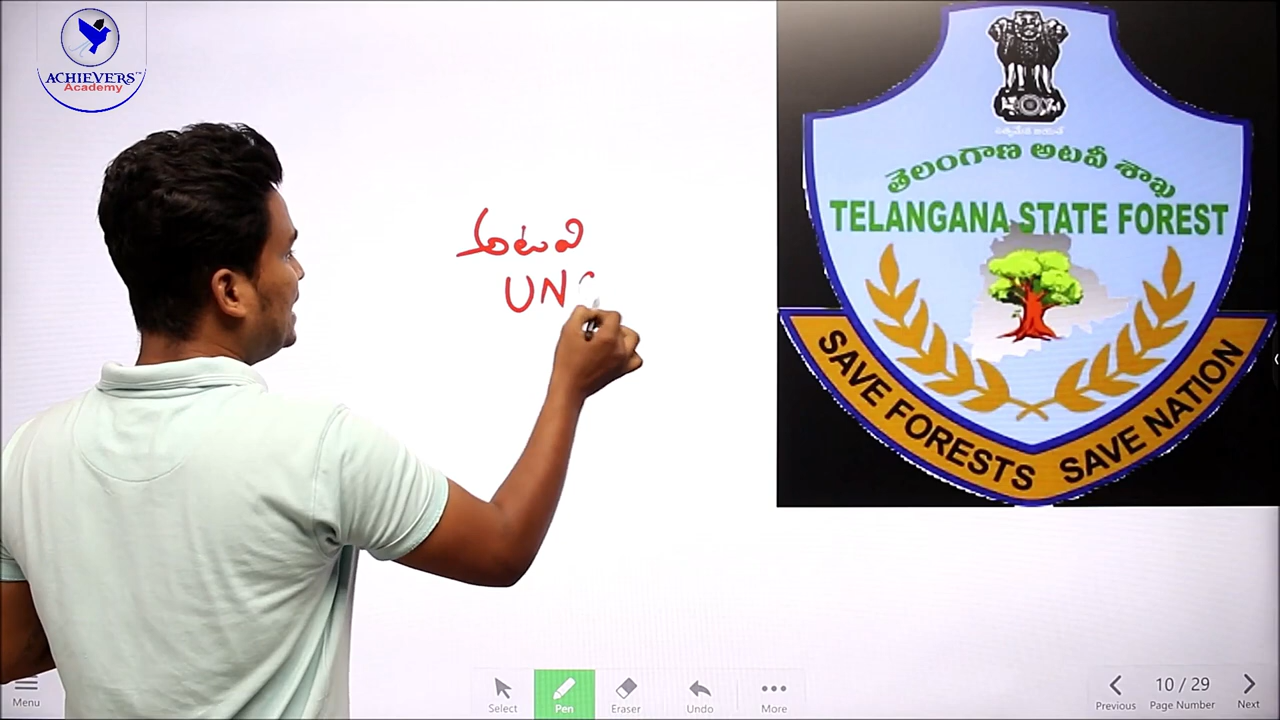 ACHIEVERS
Academy
అటవి
UN
తెలంగాణ అటవీ శాఖ
TELANGANA STATE FOREST
SAVE FORESTS SAVE NATION
Menu
Select
Pen
Eraser
Undo
More
Previous
10 / 29
Page Number
Next